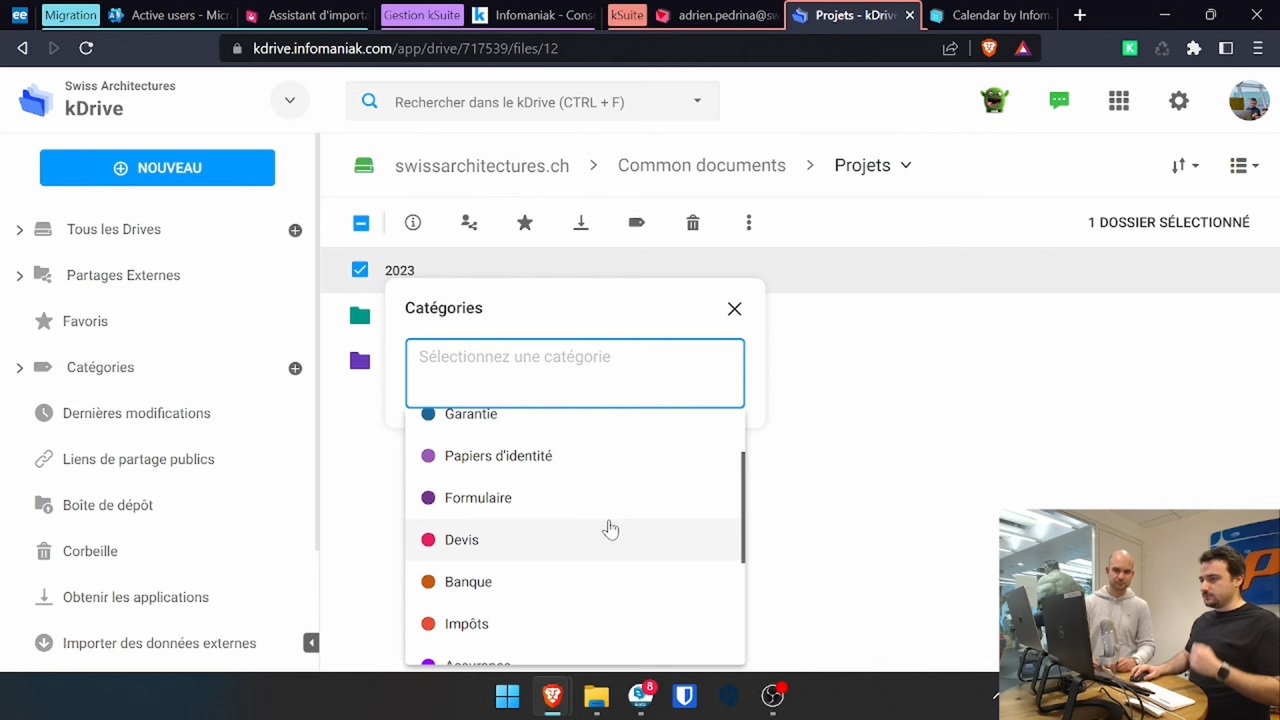 ee
Migration
Active users - Micr
Assistant d'importa
Gestion kSuite
Infomaniak - Cons
kSuite
adrien.pedrina@sw
Projets - kDrive
Calendar by Infom
kdrive.infomaniak.com/app/drive/717539/files/12
K
Swiss Architectures
kDrive
Rechercher dans le kDrive (CTRL + F)
NOUVEAU
swissarchitectures.ch > Common documents > Projets
1 DOSSIER SÉLECTIONNÉ
Tous les Drives
Partages Externes
Favoris
Catégories
Dernières modifications
Liens de partage publics
Boîte de dépôt
Corbeille
Obtenir les applications
Importer des données externes
2023
Catégories
Sélectionnez une catégorie
Garantie
Papiers d'identité
Formulaire
Devis
Banque
Impôts
Assurance
8